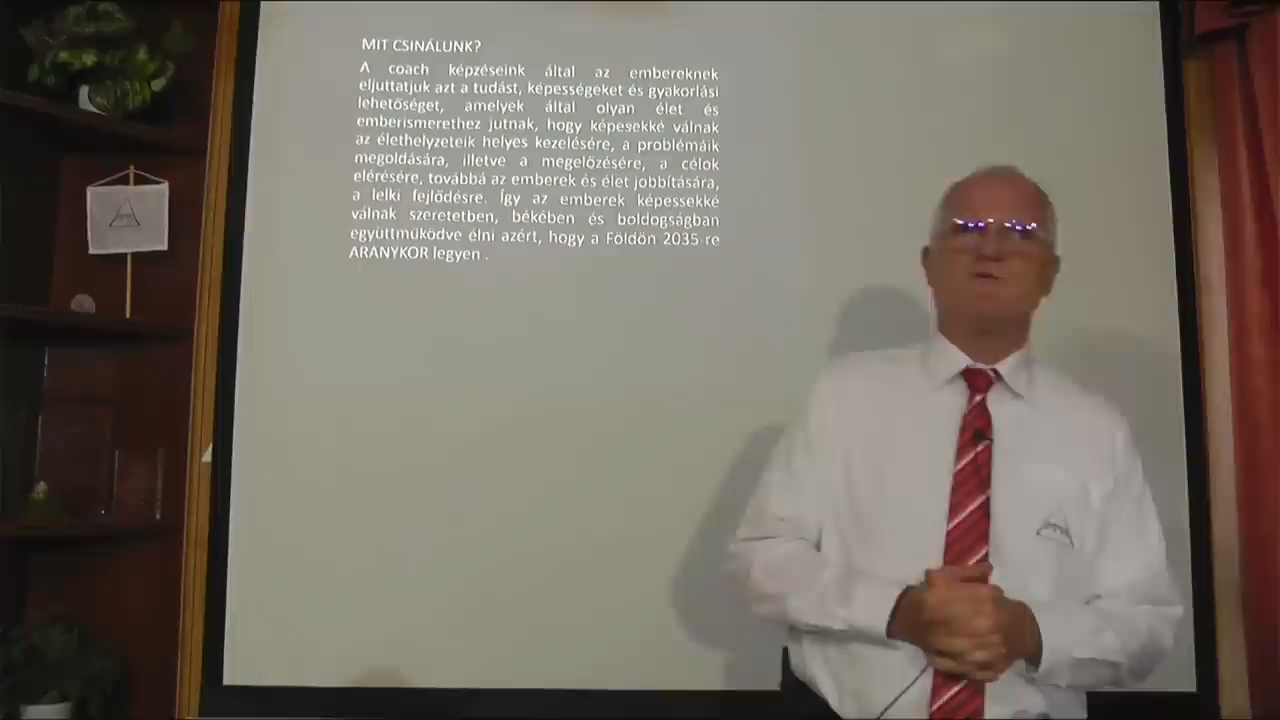 MIT CSINÁLUNK?
A coach képzéseink által az embereknek
eljuttatjuk azt a tudást, képességeket és gyakorlási
lehetőséget, amelyek által olyan élet és
emberismerethez jutnak, hogy képesekké válnak
az élethelyzeteik helyes kezelésére, a problémáik
megoldására, illetve a megelőzésére, a célok
elérésére, továbbá az emberek és élet jobbítására,
a lelki fejlődésre. Így az emberek képessekké
válnak szeretetben, békében és boldogságban
együttműködve élni azért, hogy a Földön 2035-re
ARANYKOR legyen .